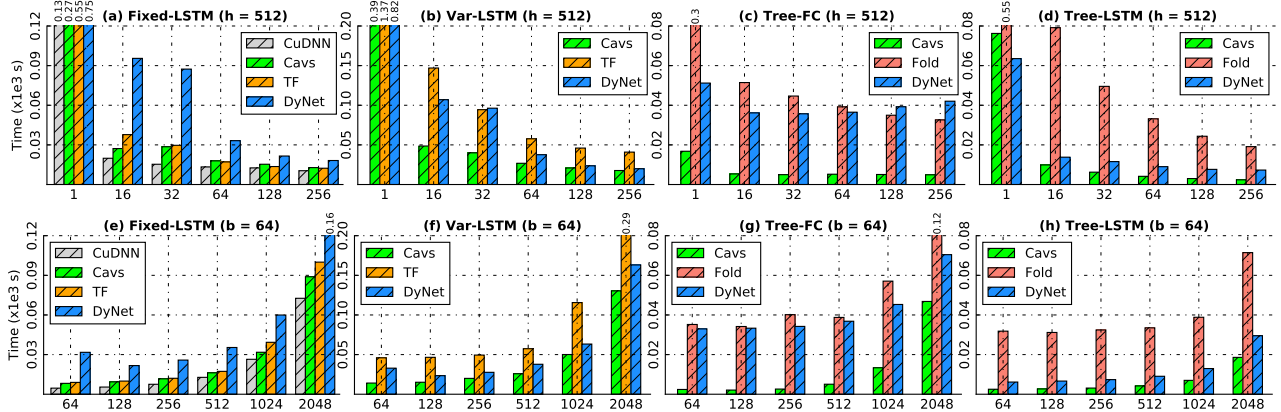 (a) Fixed-LSTM (h = 512)
0.13
0.27
0.55
0.75
Time (x1e3 s)
0.12
0.09
0.06
0.03
CuDNN
Cavs
TF
DyNet
1 16 32 64 128 256
(b) Var-LSTM (h = 512)
0.39
1.37
0.82
0.20
0.15
0.10
0.05
Cavs
TF
DyNet
1 16 32 64 128 256
(c) Tree-FC (h = 512)
0.3
0.08
0.06
0.04
0.02
Cavs
Fold
DyNet
1 16 32 64 128 256
(d) Tree-LSTM (h = 512)
0.55
0.08
0.06
0.04
0.02
Cavs
Fold
DyNet
1 16 32 64 128 256
(e) Fixed-LSTM (b = 64)
0.16
Time (x1e3 s)
0.12
0.09
0.06
0.03
CuDNN
Cavs
TF
DyNet
64 128 256 512 1024 2048
(f) Var-LSTM (b = 64)
0.29
0.20
0.15
0.10
0.05
Cavs
TF
DyNet
64 128 256 512 1024 2048
(g) Tree-FC (b = 64)
0.12
0.08
0.06
0.04
0.02
Cavs
Fold
DyNet
64 128 256 512 1024 2048
(h) Tree-LSTM (b = 64)
0.08
0.06
0.04
0.02
Cavs
Fold
DyNet
64 128 256 512 1024 2048